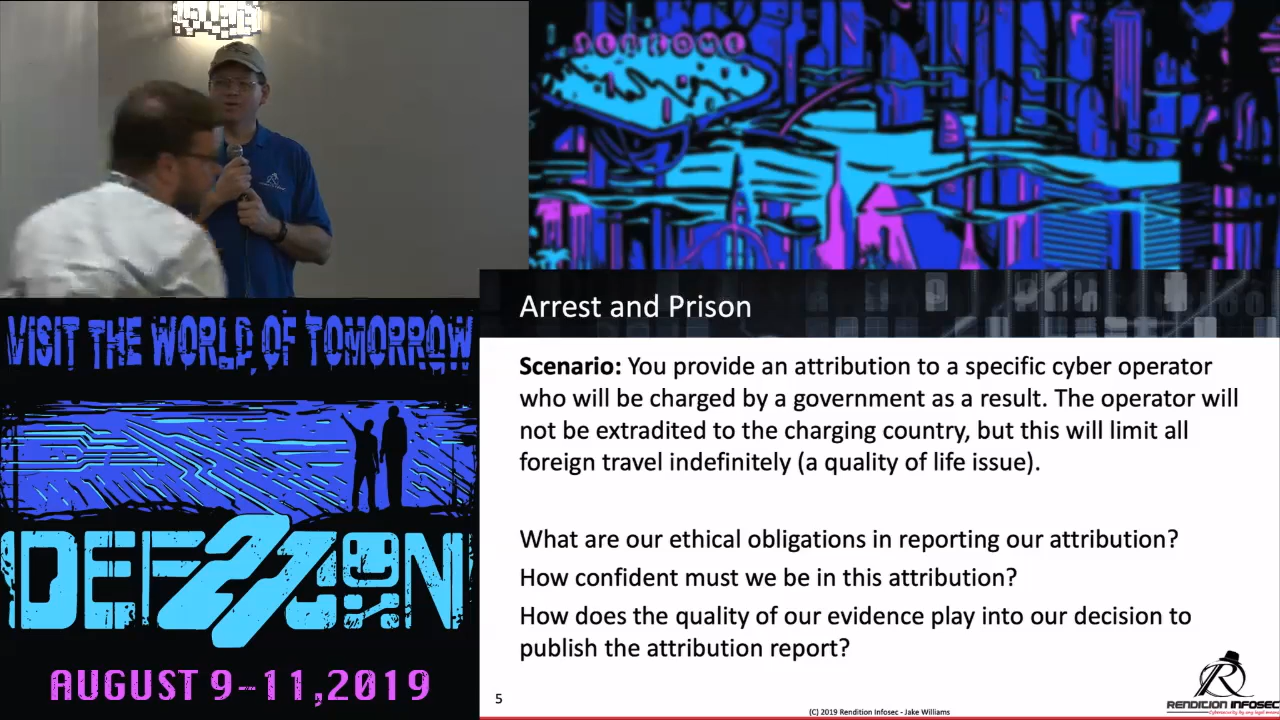 WELCOME
VISIT THE WORLD OF TOMORROW
DEF27CON
AUGUST 9-11,2019
Arrest and Prison
Scenario: You provide an attribution to a specific cyber operator
who will be charged by a government as a result. The operator will
not be extradited to the charging country, but this will limit all
foreign travel indefinitely (a quality of life issue).
What are our ethical obligations in reporting our attribution?
How confident must we be in this attribution?
How does the quality of our evidence play into our decision to
publish the attribution report?
5
(C) 2019 Rendition Infosec - Jake Williams
R
RENDITION INFOSEC